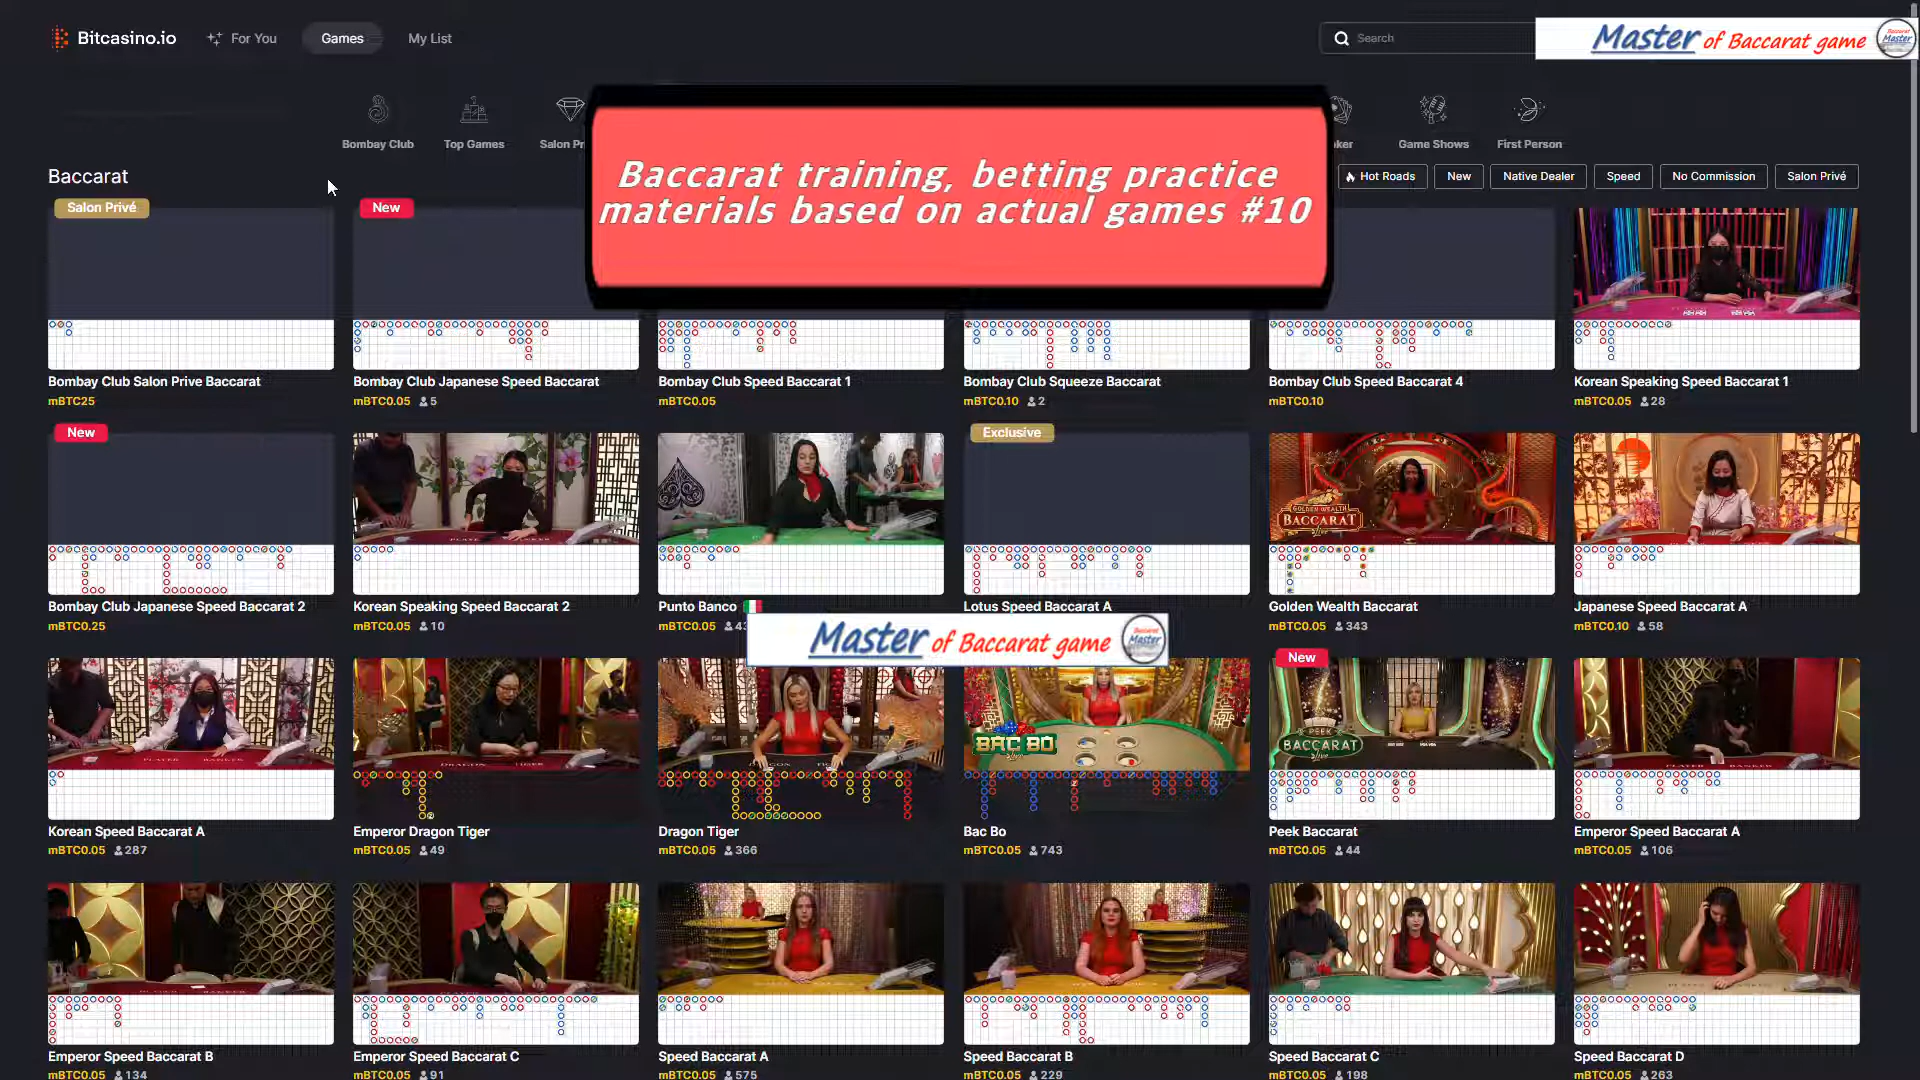 Bitcasino.io
For You
Games
My List
Search
Master of Baccarat game
Bombay Club
Top Games
Salon Pr
ker
Game Shows
First Person
Baccarat training, betting practice
materials based on actual games #10
Baccarat
Hot Roads
New
Native Dealer
Speed
No Commission
Salon Privé
Salon Privé
New
Bombay Club Salon Prive Baccarat
mBTC25
Bombay Club Japanese Speed Baccarat
mBTC0.05 5
Bombay Club Speed Baccarat 1
mBTC0.05
Bombay Club Squeeze Baccarat
mBTC0.10 2
Bombay Club Speed Baccarat 4
mBTC0.10
Korean Speaking Speed Baccarat 1
mBTC0.05 28
New
Exclusive
GOLDEN WEALTH
BACCARAT
live
Bombay Club Japanese Speed Baccarat 2
mBTC0.25
Korean Speaking Speed Baccarat 2
mBTC0.05 10
Punto Banco
mBTC0.05 43
Lotus Speed Baccarat A
Golden Wealth Baccarat
mBTC0.05 343
Japanese Speed Baccarat A
mBTC0.10 58
Master of Baccarat game
New
BAC BO
PEEK
BACCARAT
live
Korean Speed Baccarat A
mBTC0.05 287
Emperor Dragon Tiger
mBTC0.05 49
Dragon Tiger
mBTC0.05 366
Bac Bo
mBTC0.05 743
Peek Baccarat
mBTC0.05 44
Emperor Speed Baccarat A
mBTC0.05 106
Emperor Speed Baccarat B
mBTC0.05 134
Emperor Speed Baccarat C
mBTC0.05 91
Speed Baccarat A
mBTC0.05 575
Speed Baccarat B
mBTC0.05 229
Speed Baccarat C
mBTC0.05 198
Speed Baccarat D
mBTC0.05 263